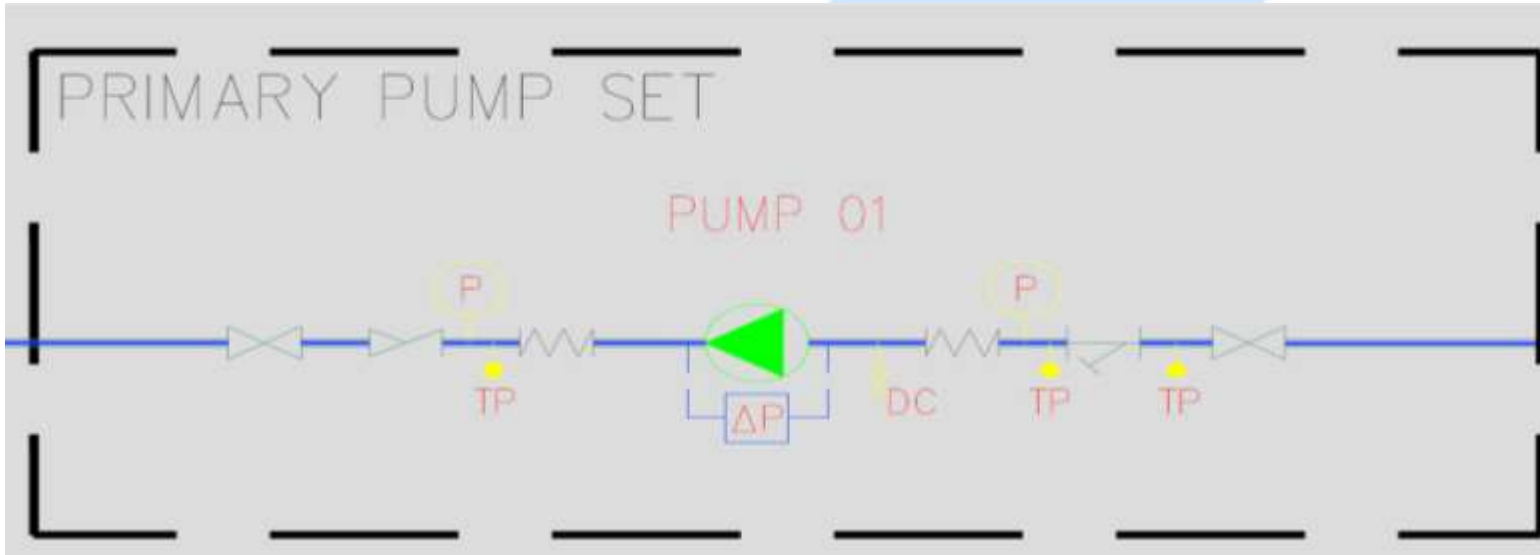 PRIMARY PUMP SET
PUMP 01
P P
TP ΔP DC TP TP